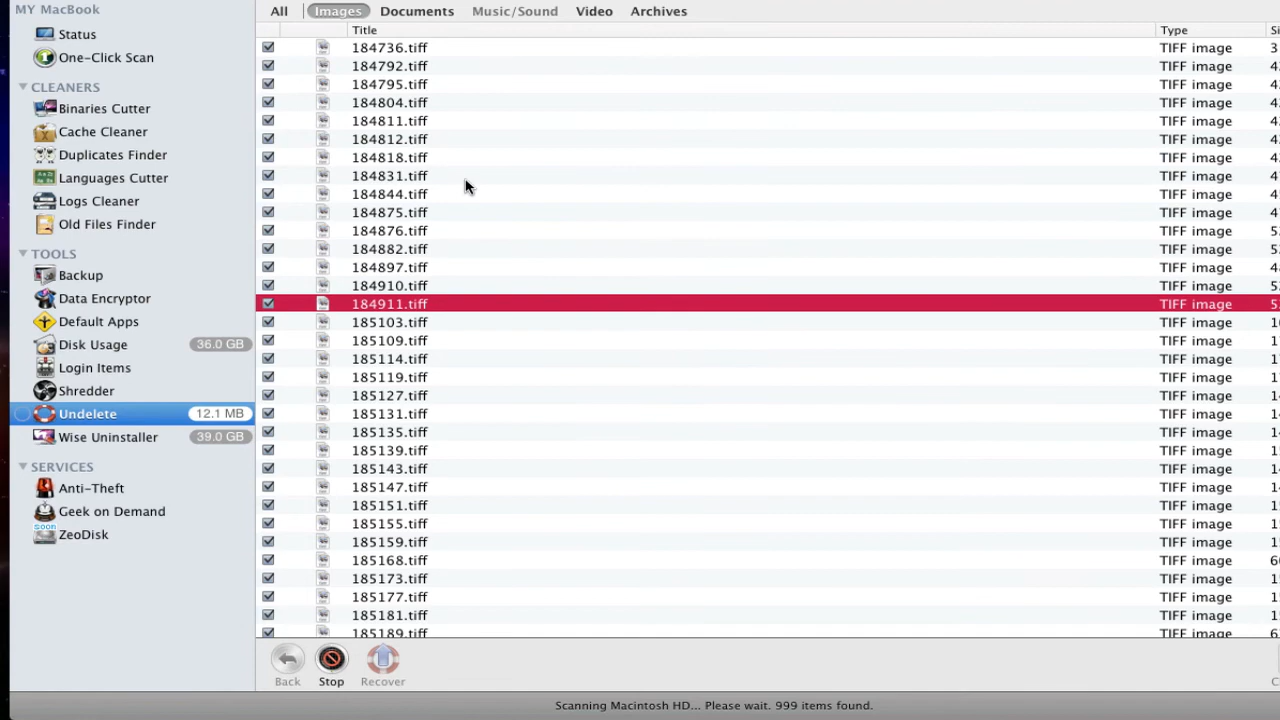 MY MacBook
Status
One-Click Scan
CLEANERS
Binaries Cutter
Cache Cleaner
Duplicates Finder
Languages Cutter
Logs Cleaner
Old Files Finder
TOOLS
Backup
Data Encryptor
Default Apps
Disk Usage 36.0 GB
Login Items
Shredder
Undelete 12.1 MB
Wise Uninstaller 39.0 GB
SERVICES
Anti-Theft
Geek on Demand
soon
ZeoDisk
All Images Documents Music/Sound Video Archives
Title Type
184736.tiff TIFF image
184792.tiff TIFF image
184795.tiff TIFF image
184804.tiff TIFF image
184811.tiff TIFF image
184812.tiff TIFF image
184818.tiff TIFF image
184831.tiff TIFF image
184844.tiff TIFF image
184875.tiff TIFF image
184876.tiff TIFF image
184882.tiff TIFF image
184897.tiff TIFF image
184910.tiff TIFF image
184911.tiff TIFF image
185103.tiff TIFF image
185109.tiff TIFF image
185114.tiff TIFF image
185119.tiff TIFF image
185127.tiff TIFF image
185131.tiff TIFF image
185135.tiff TIFF image
185139.tiff TIFF image
185143.tiff TIFF image
185147.tiff TIFF image
185151.tiff TIFF image
185155.tiff TIFF image
185159.tiff TIFF image
185168.tiff TIFF image
185173.tiff TIFF image
185177.tiff TIFF image
185181.tiff TIFF image
185189.tiff TIFF image
Back Stop Recover
Scanning Macintosh HD... Please wait. 999 items found.